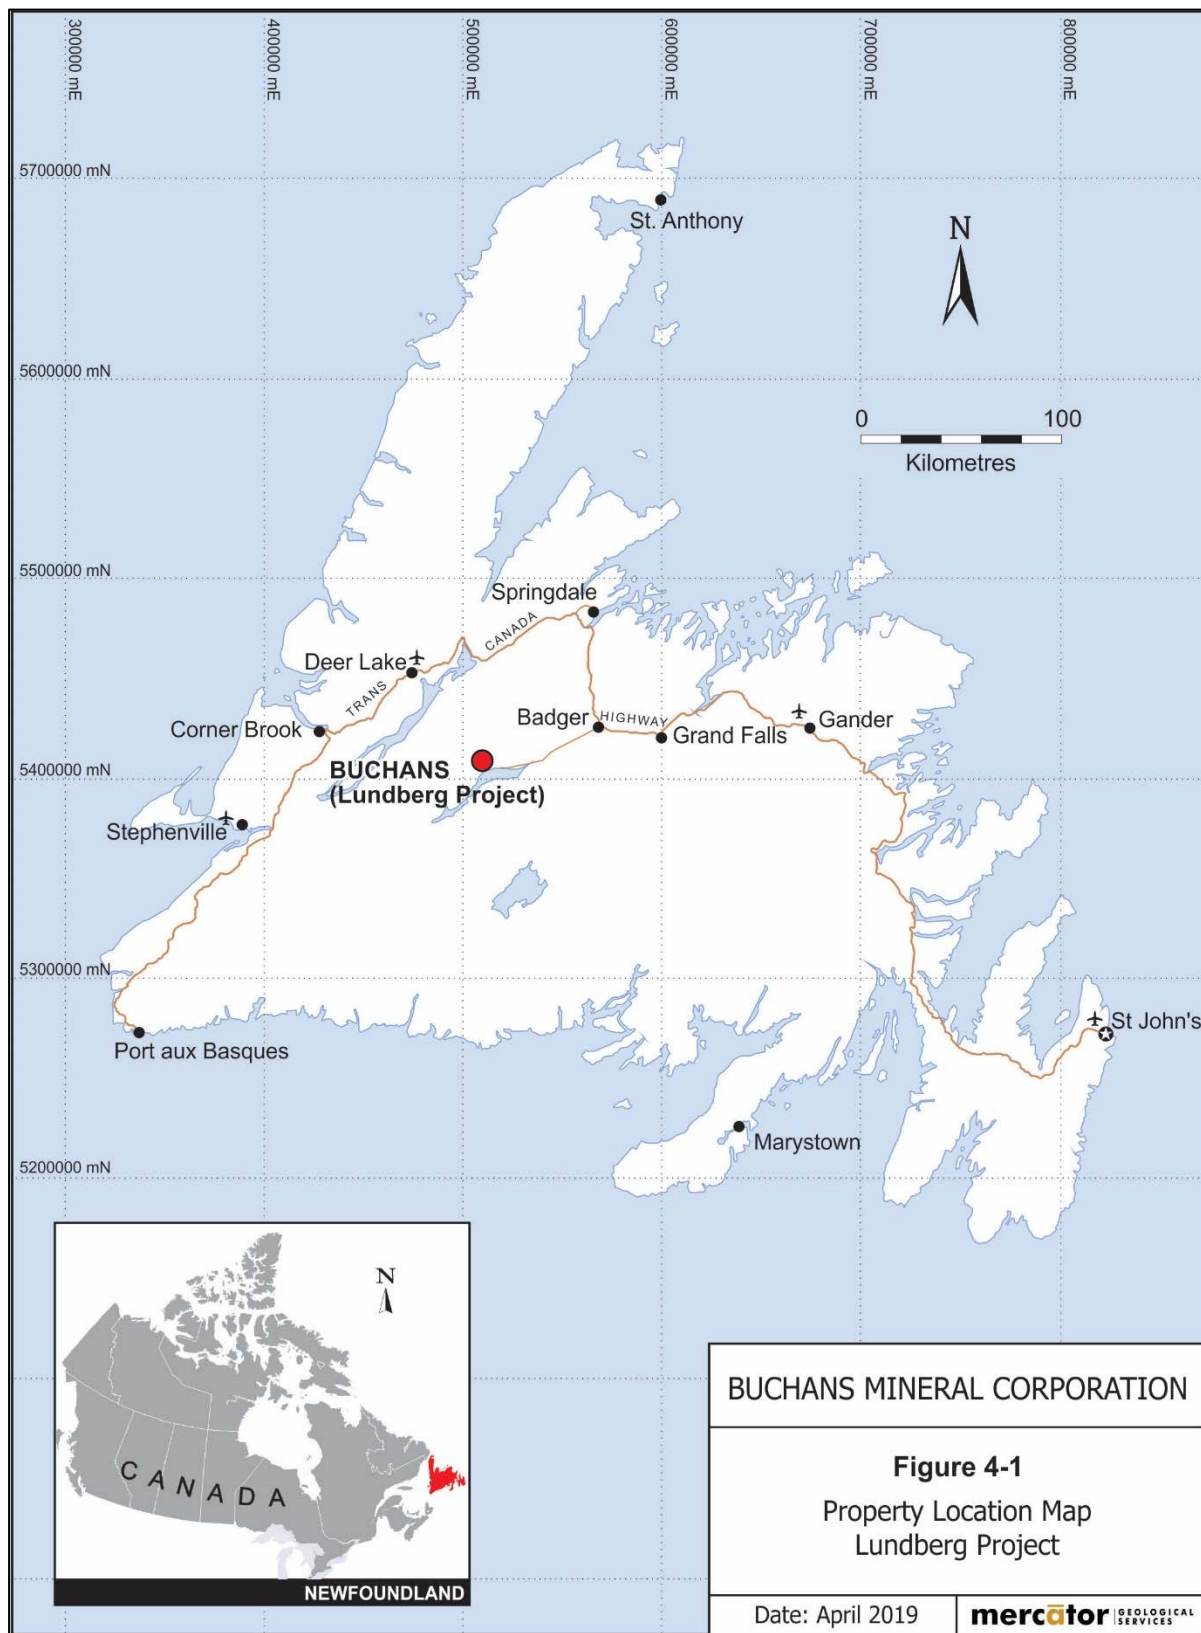 300000 mE
400000 mE
500000 mE
600000 mE
700000 mE
800000 mE
5700000 mN
St. Anthony
N
5600000 mN
0 100
Kilometres
5500000 mN
Springdale
CANADA
Deer Lake
TRANS
Badger
HIGHWAY
Gander
Corner Brook
Grand Falls
BUCHANS
(Lundberg Project)
5400000 mN
Stephenville
5300000 mN
St John's
Port aux Basques
Marystown
5200000 mN
N
CANADA
NEWFOUNDLAND
BUCHANS MINERAL CORPORATION
Figure 4-1
Property Location Map
Lundberg Project
Date: April 2019
mercātor GEOLOGICAL
SERVICES